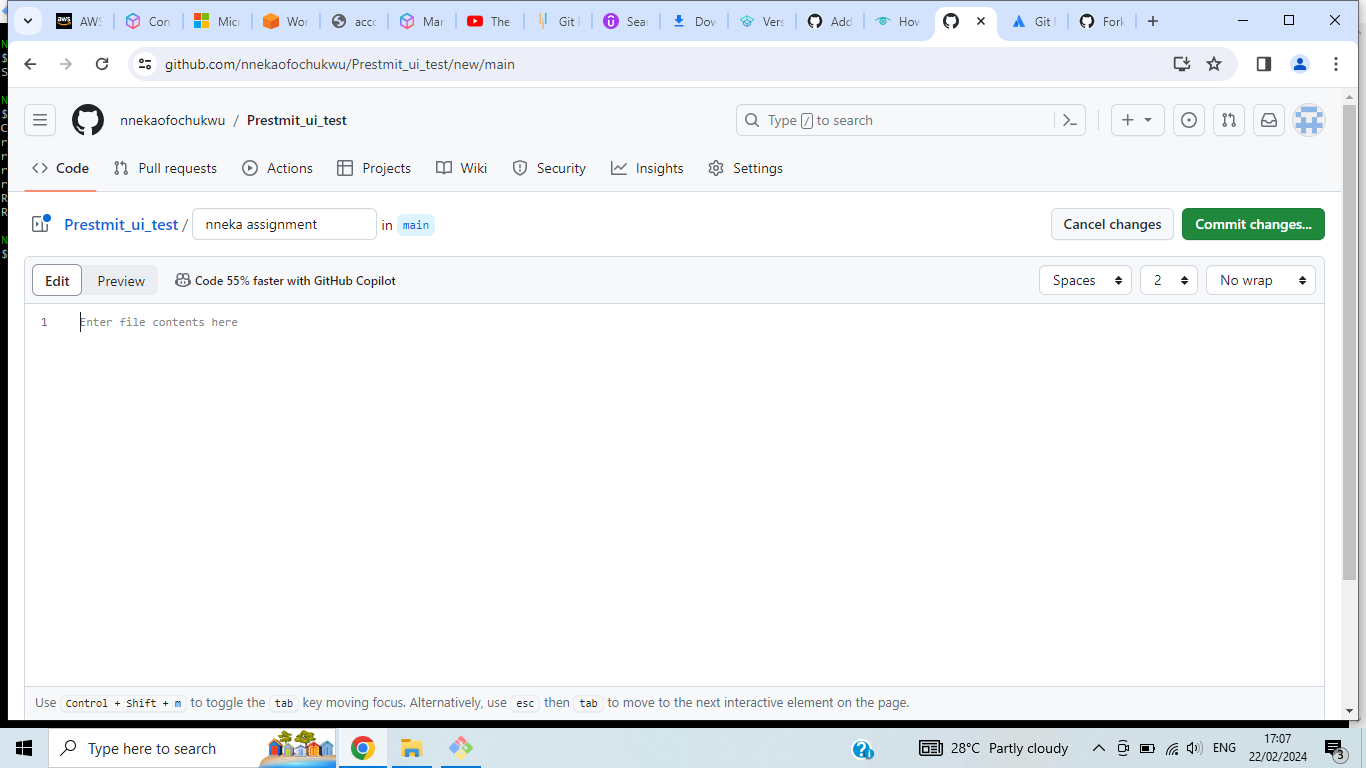 AWS
Con
Micr
Wor
acco
Mar
The
Git F
Sear
Dov
Vers
Add
How
Git 
Fork
github.com/nnekaofochukwu/Prestmit_ui_test/new/main
nnekaofochukwu / Prestmit_ui_test
Type / to search
Code Pull requests Actions Projects Wiki Security Insights Settings
Prestmit_ui_test / nneka assignment in main
Cancel changes Commit changes...
Edit Preview Code 55% faster with GitHub Copilot
Spaces 2 No wrap
1 Enter file contents here
Use Control + Shift + m to toggle the tab key moving focus. Alternatively, use esc then tab to move to the next interactive element on the page.
Type here to search
28°C Partly cloudy
ENG
17:07
22/02/2024
3